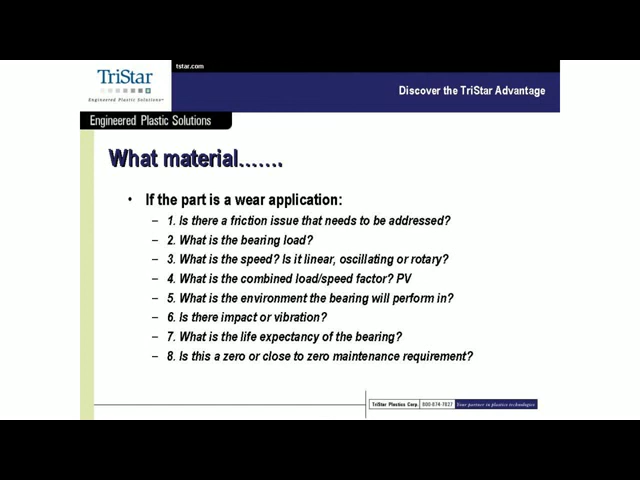 tstar.com
TriStar
Engineered Plastic Solutions
Discover the TriStar Advantage
Engineered Plastic Solutions
What material…….
• If the part is a wear application:
– 1. Is there a friction issue that needs to be addressed?
– 2. What is the bearing load?
– 3. What is the speed? Is it linear, oscillating or rotary?
– 4. What is the combined load/speed factor? PV
– 5. What is the environment the bearing will perform in?
– 6. Is there impact or vibration?
– 7. What is the life expectancy of the bearing?
– 8. Is this a zero or close to zero maintenance requirement?
TriStar Plastics Corp. 800-874-7827 Your partner in plastics technologies